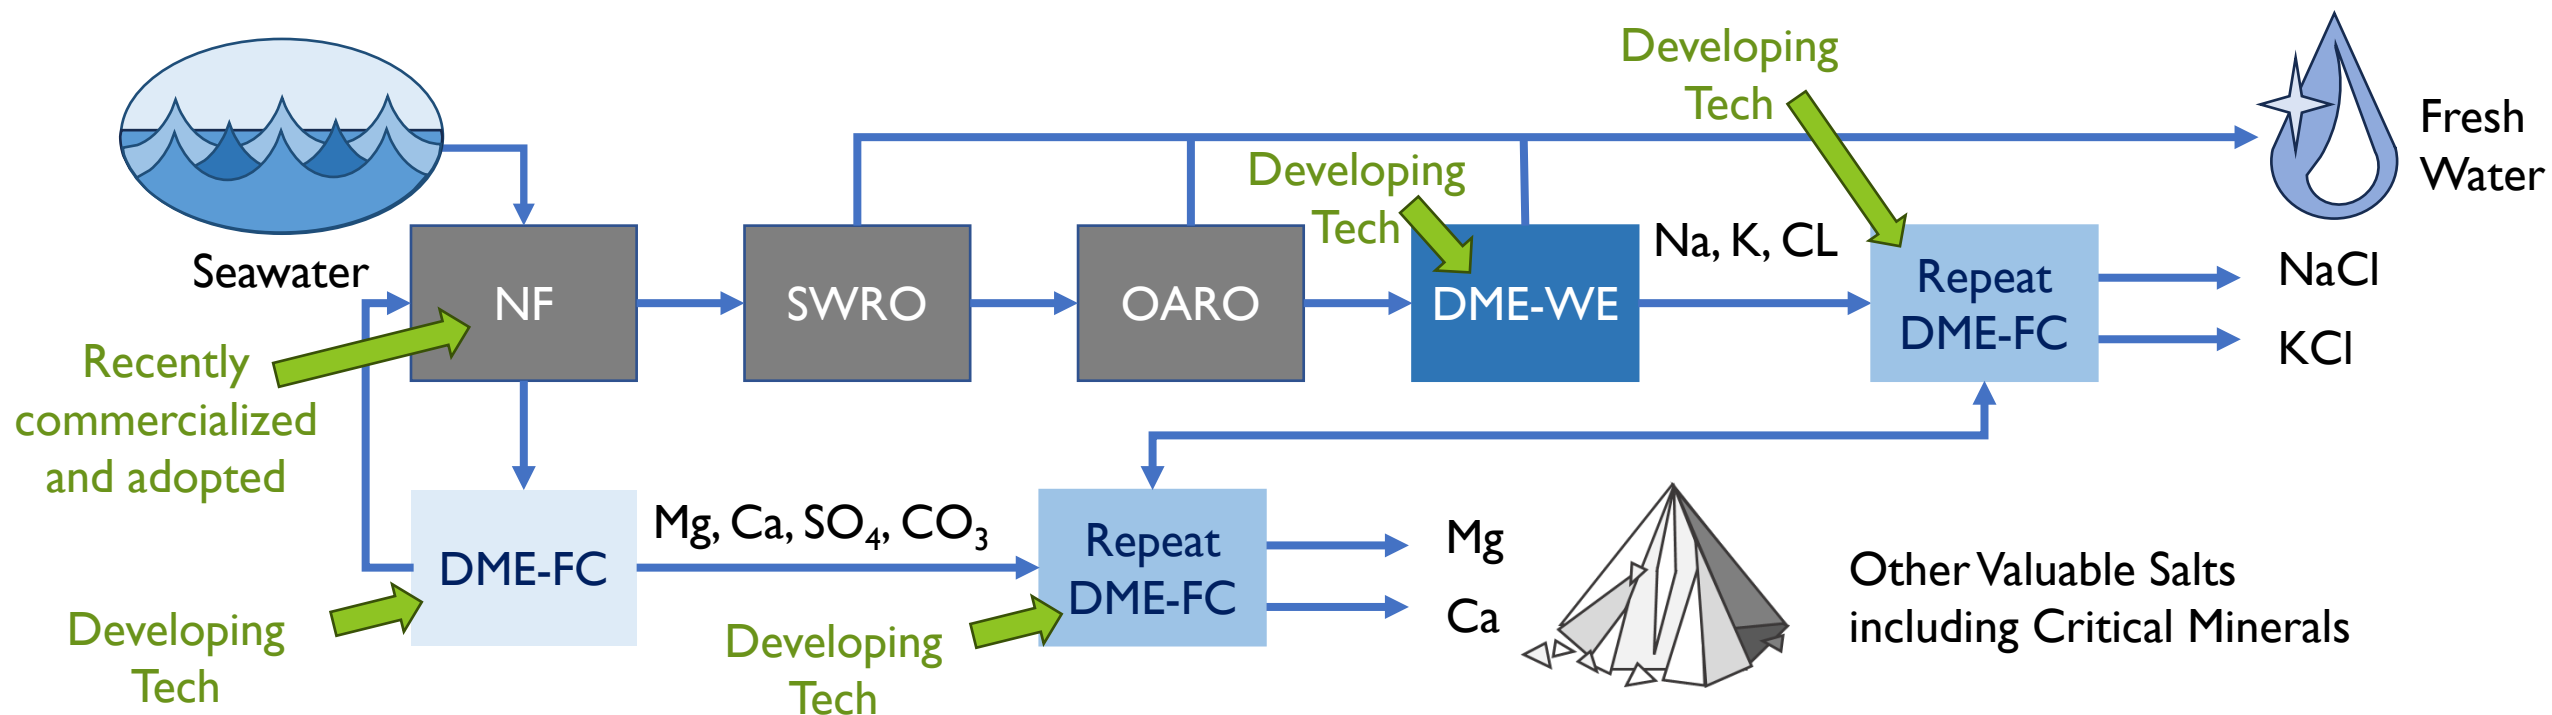 Developing
Tech
Fresh
Water
Developing
Tech
Seawater
NF
SWRO
OARO
DME-WE
Na, K, CL
Repeat
DME-FC
NaCl
KCl
Recently
commercialized
and adopted
DME-FC
Mg, Ca, SO₄, CO₃
Repeat
DME-FC
Mg
Ca
Other Valuable Salts
including Critical Minerals
Developing
Tech
Developing
Tech